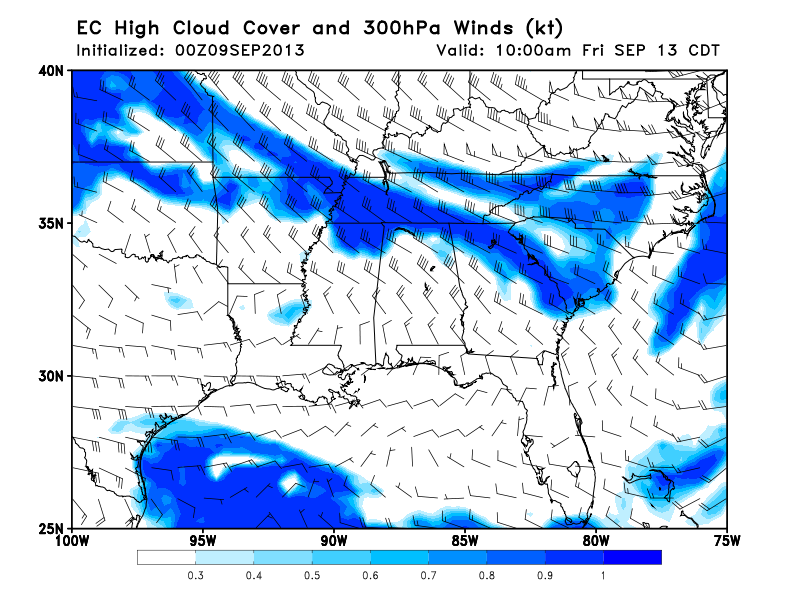 EC High Cloud Cover and 300hPa Winds (kt)
Initialized: 00Z09SEP2013 Valid: 10:00am Fri SEP 13 CDT
40N
35N
30N
25N
100W 95W 90W 85W 80W 75W
0.3 0.4 0.5 0.6 0.7 0.8 0.9 1